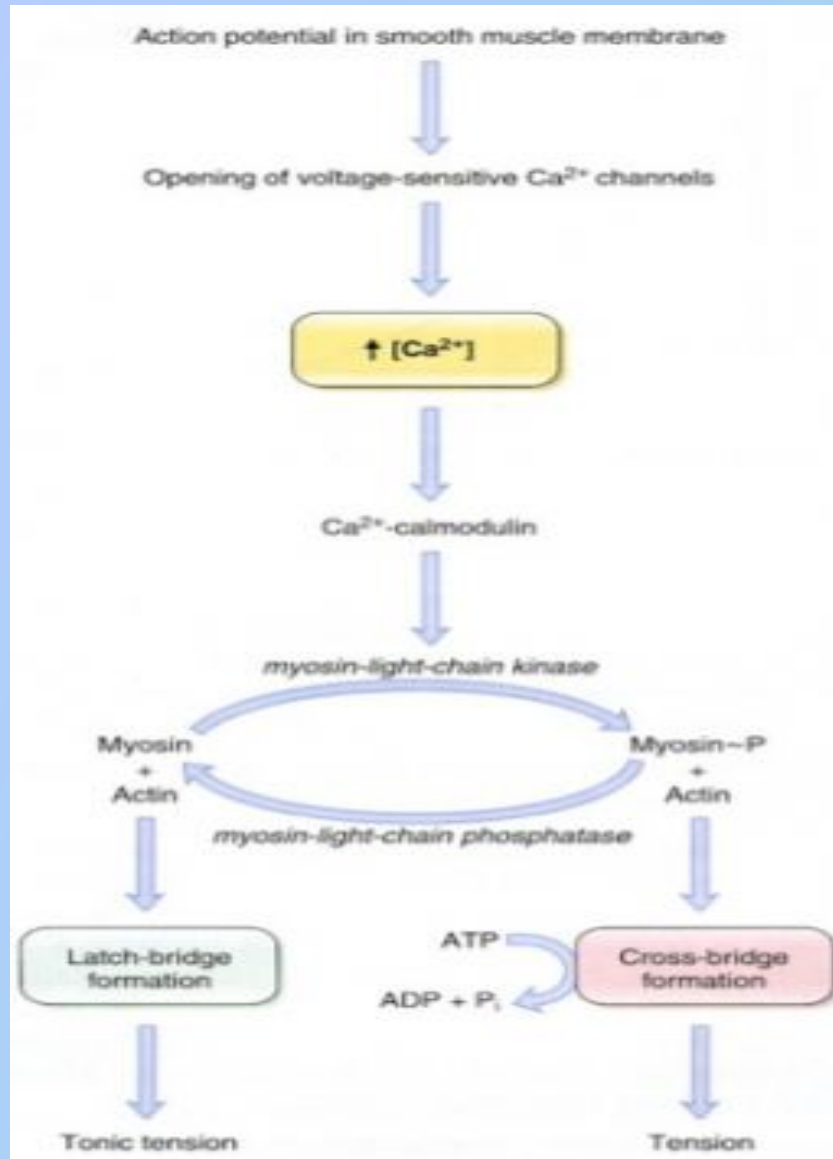 Action potential in smooth muscle membrane
Opening of voltage-sensitive Ca²⁺ channels
↑ [Ca²⁺]
Ca²⁺-calmodulin
myosin-light-chain kinase
Myosin
+
Actin
Myosin~P
+
Actin
myosin-light-chain phosphatase
Latch-bridge
formation
ATP
ADP + Pᵢ
Cross-bridge
formation
Tonic tension
Tension